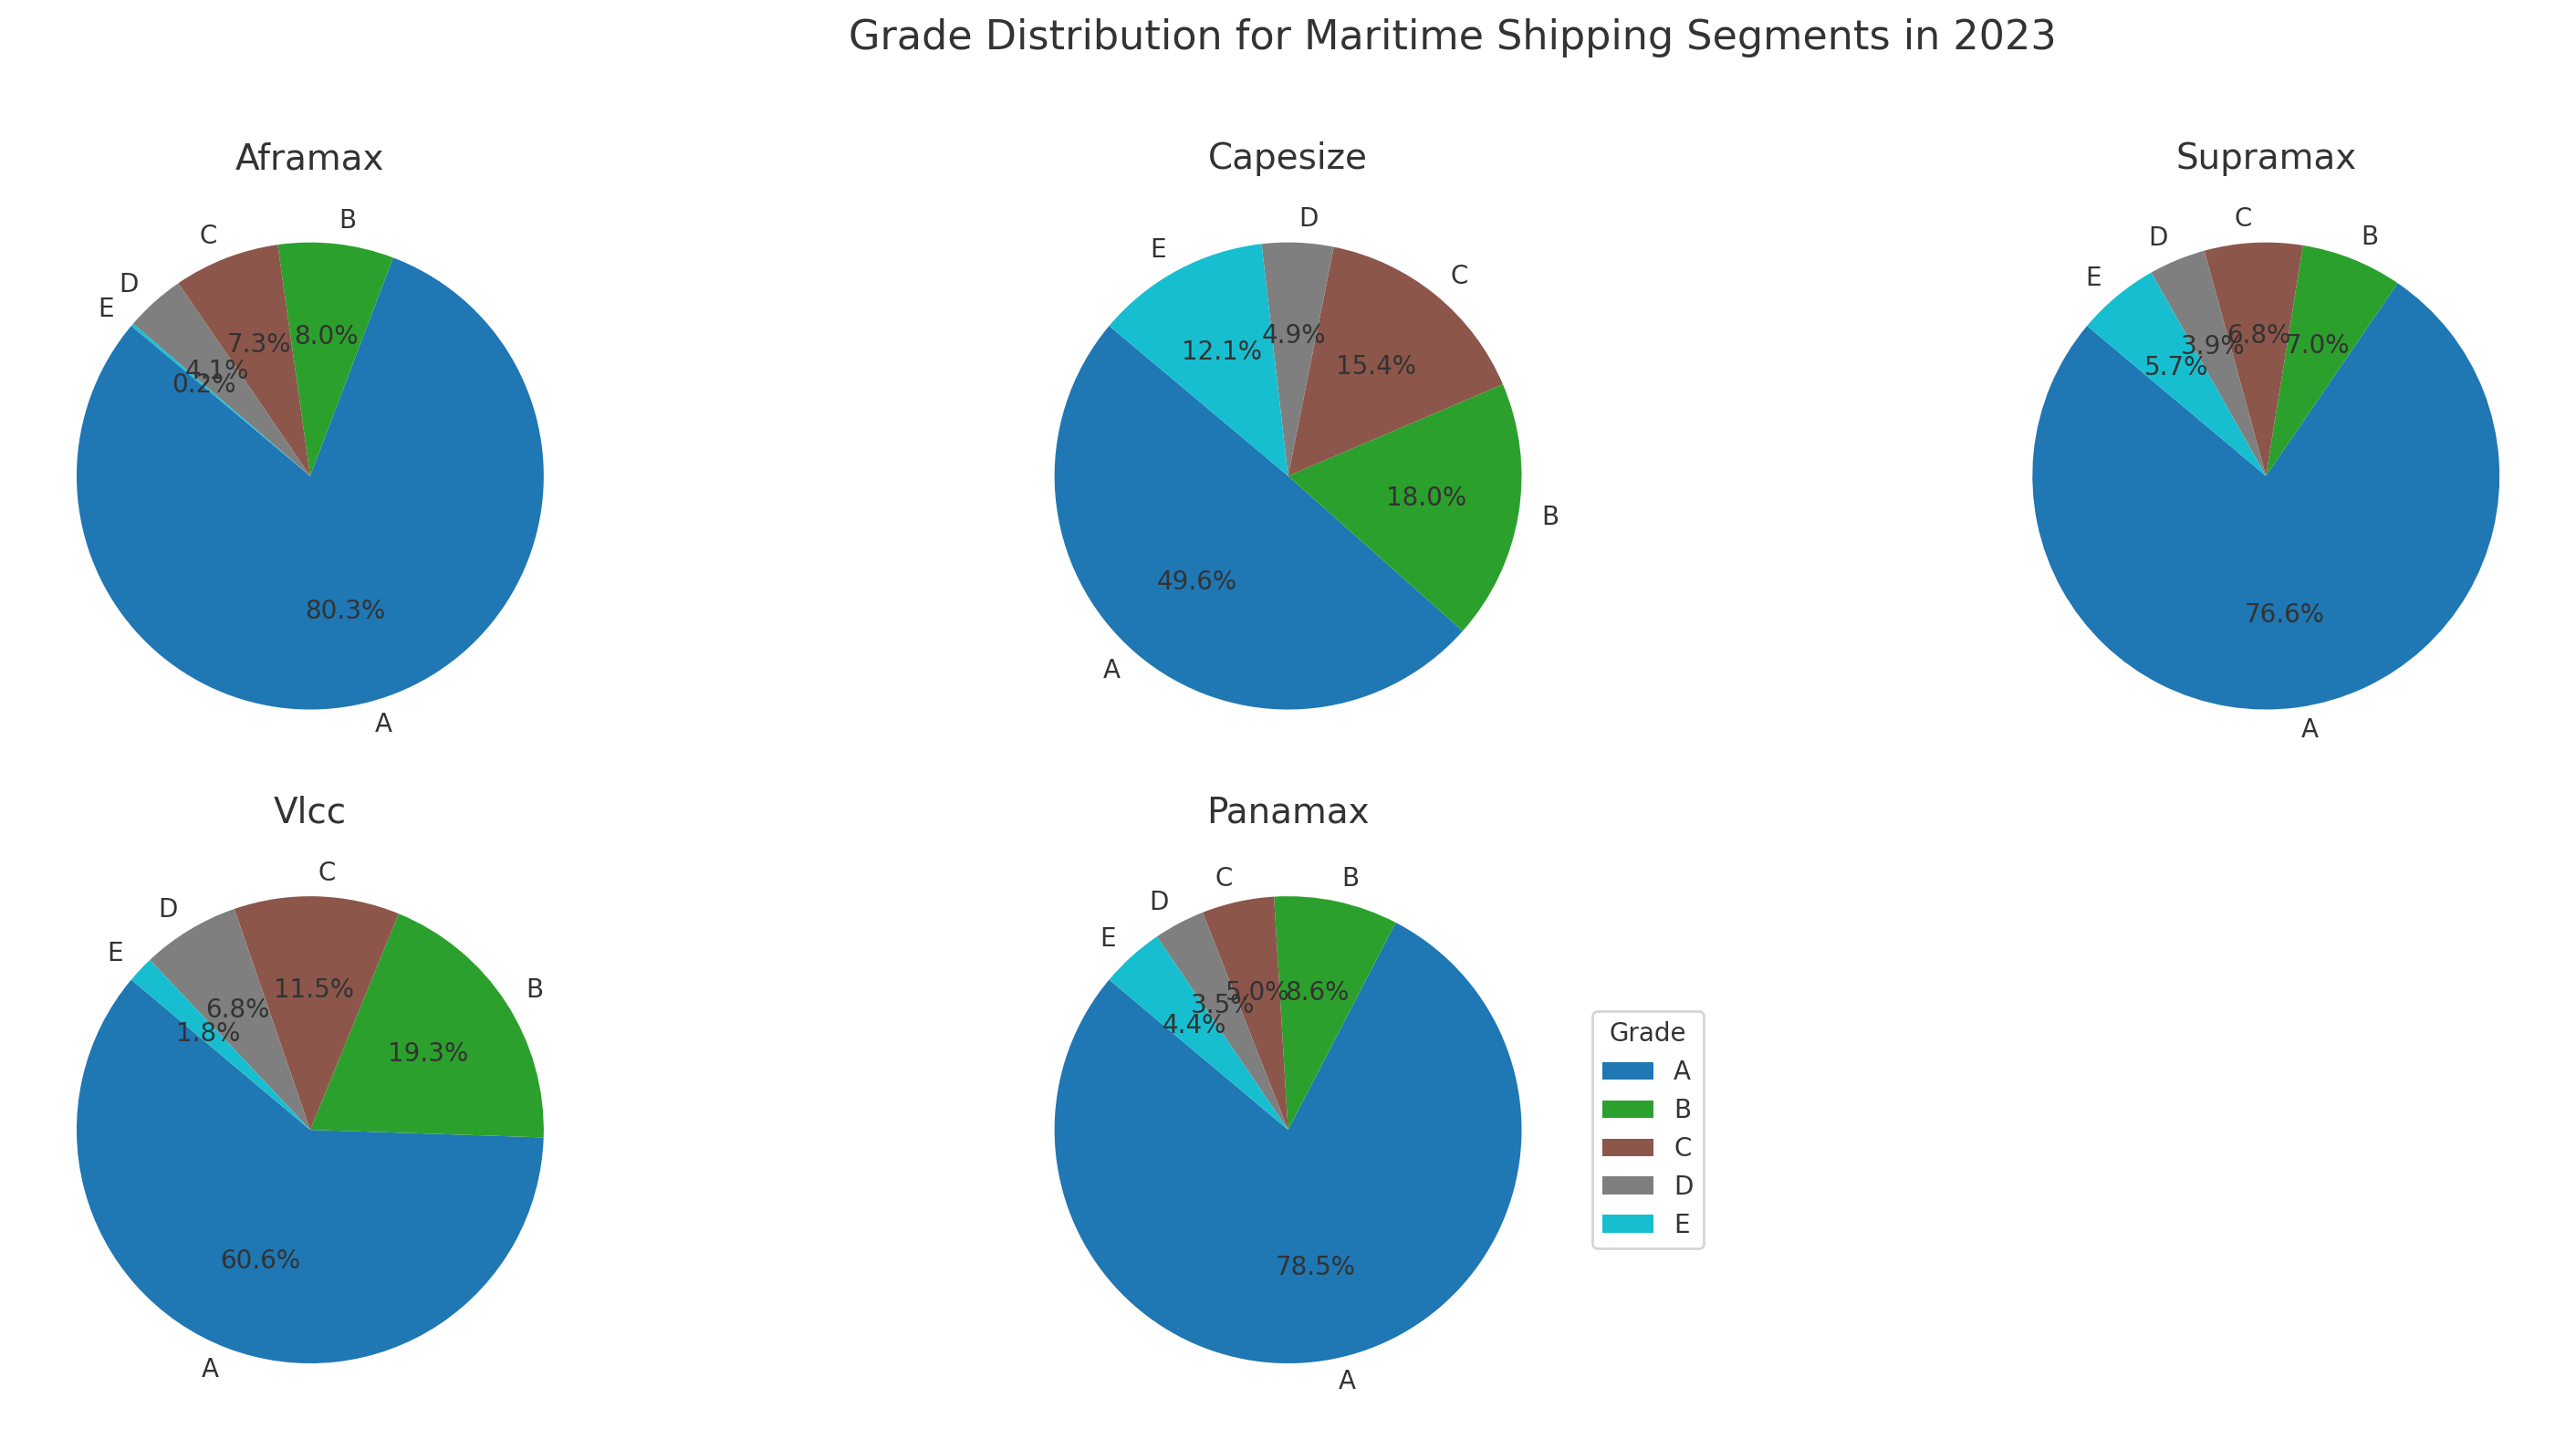 Grade Distribution for Maritime Shipping Segments in 2023
Aframax
B
C
D
E
8.0%
7.3%
4.1%
0.2%
80.3%
A
Capesize
D
E
C
4.9%
12.1%
15.4%
18.0%
B
49.6%
A
Supramax
C
B
D
E
6.8%
7.0%
3.9%
5.7%
76.6%
A
Vlcc
C
D
E
B
11.5%
6.8%
1.8%
19.3%
60.6%
A
Panamax
C
B
D
E
5.0%
8.6%
3.5%
4.4%
78.5%
A
Grade
A
B
C
D
E